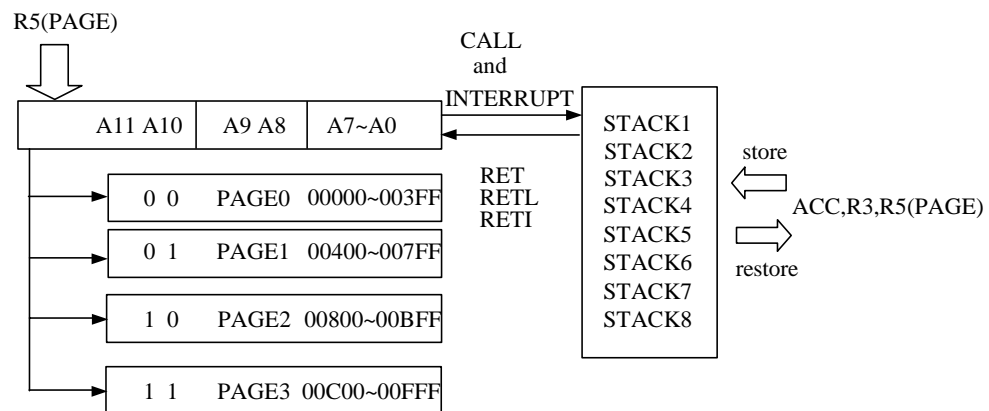 R5(PAGE)
CALL
and
INTERRUPT
A11 A10 A9 A8 A7~A0
RET
RETL
RETI
0 0 PAGE0 00000~003FF
0 1 PAGE1 00400~007FF
1 0 PAGE2 00800~00BFF
1 1 PAGE3 00C00~00FFF
STACK1
STACK2
STACK3
STACK4
STACK5
STACK6
STACK7
STACK8
store
ACC,R3,R5(PAGE)
restore